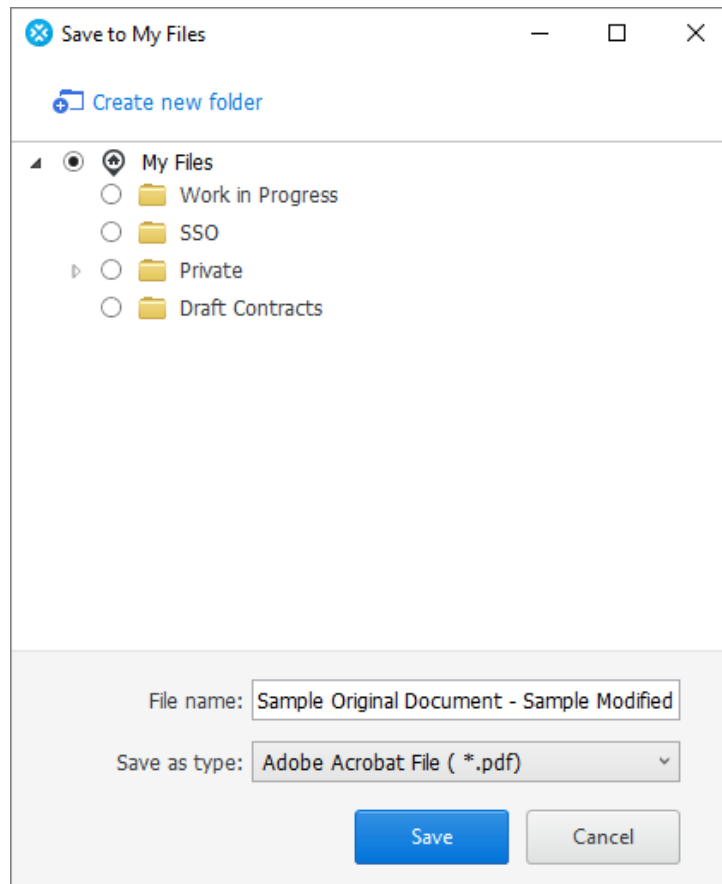 Save to My Files
Create new folder
My Files
Work in Progress
SSO
Private
Draft Contracts
File name: Sample Original Document - Sample Modified
Save as type: Adobe Acrobat File ( *.pdf)
Save Cancel